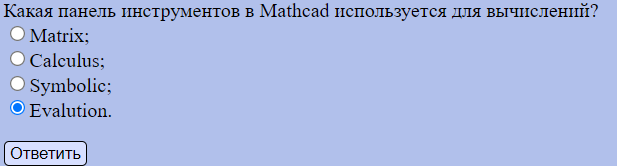 Какая панель инструментов в Mathcad используется для вычислений?
Matrix;
Calculus;
Symbolic;
Evalution.
Ответить